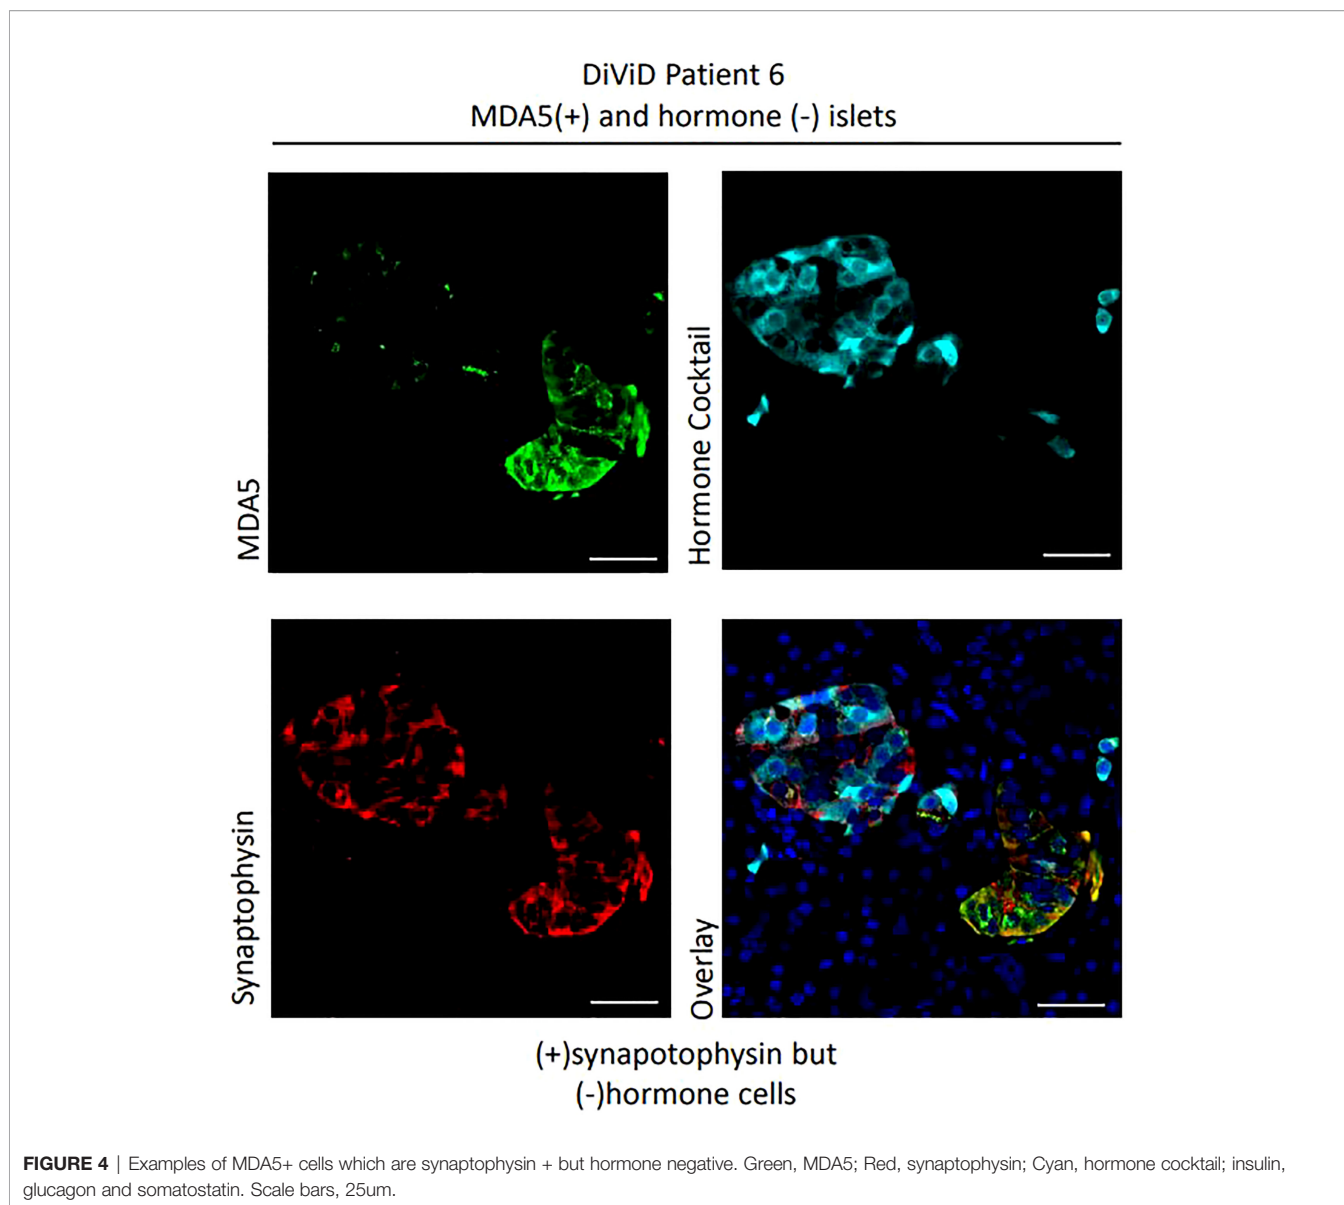 DiViD Patient 6
MDA5(+) and hormone (-) islets
MDA5
Hormone Cocktail
Synaptophysin
Overlay
(+)synapotophysin but
(-)hormone cells
FIGURE 4 | Examples of MDA5+ cells which are synaptophysin + but hormone negative. Green, MDA5; Red, synaptophysin; Cyan, hormone cocktail; insulin,
glucagon and somatostatin. Scale bars, 25um.